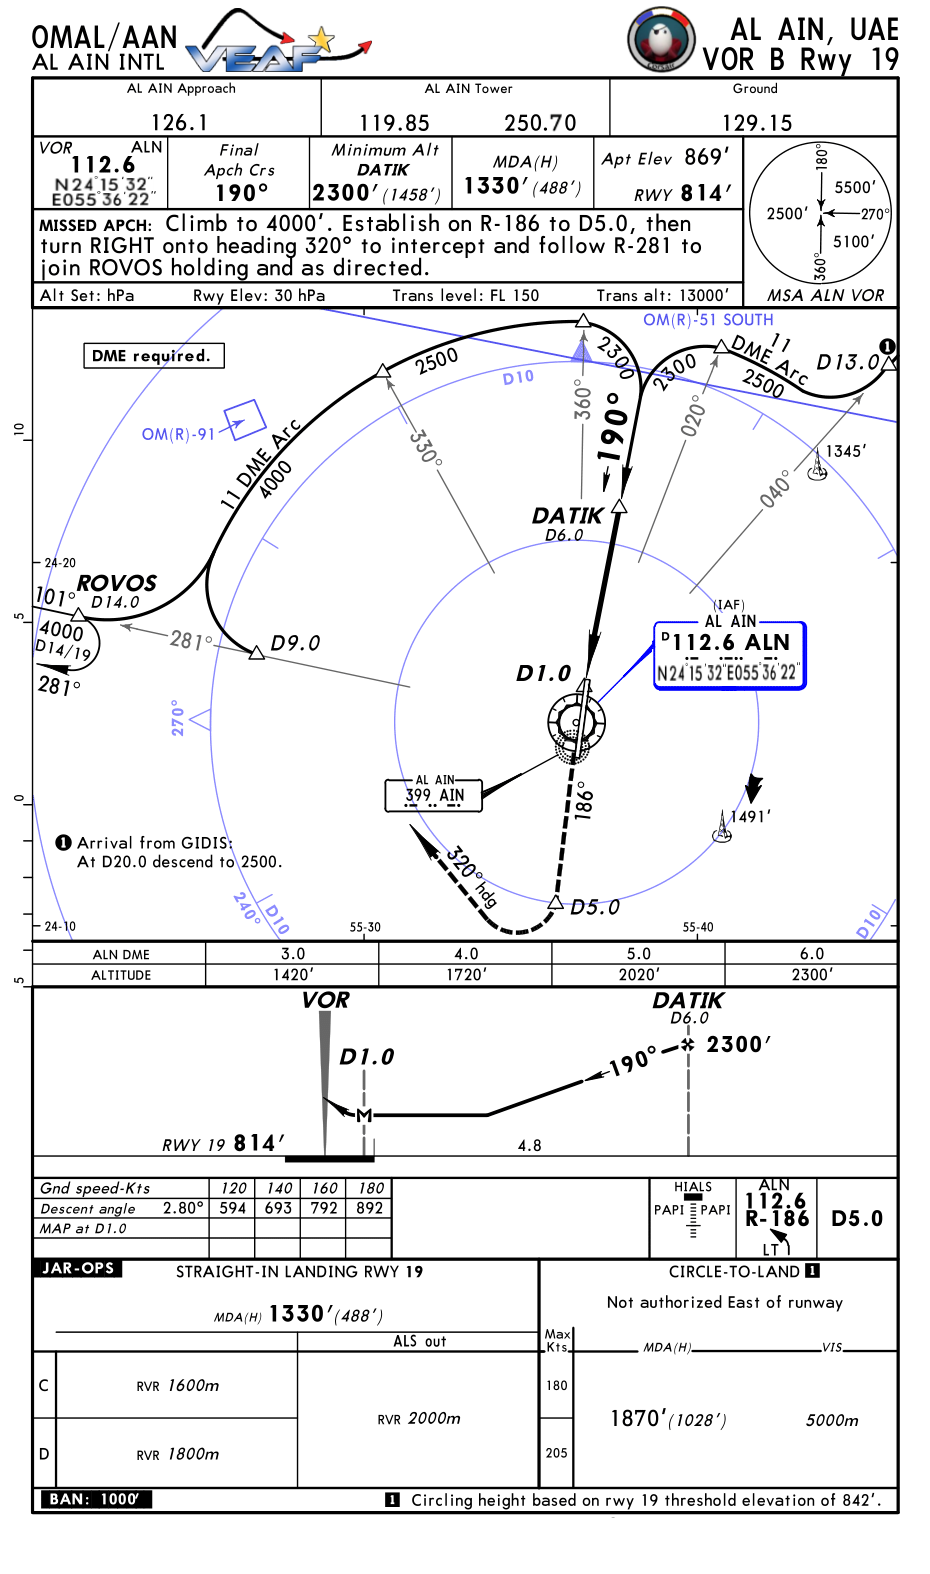 OMAL/AAN
AL AIN INTL
VEAF
AL AIN, UAE
VOR B Rwy 19
AL AIN Approach
126.1
AL AIN Tower
119.85 250.70
Ground
129.15
VOR ALN
112.6
N24°15'32"
E055°36'22"
Final
Apch Crs
190°
Minimum Alt
DATIK
2300' (1458')
MDA(H)
1330' (488')
Apt Elev 869'
RWY 814'
180°
5500'
2500'
270°
5100'
360°
MSA ALN VOR
MISSED APCH: Climb to 4000'. Establish on R-186 to D5.0, then
turn RIGHT onto heading 320° to intercept and follow R-281 to
join ROVOS holding and as directed.
Alt Set: hPa Rwy Elev: 30 hPa Trans level: FL 150 Trans alt: 13000'
DME required.
OM(R)-51 SOUTH
2500
2300
2300
11
DME Arc
2500
D13.0
1
D10
OM(R)-91
11 DME Arc
4000
330°
360°
190°
020°
040°
1345'
10
DATIK
D6.0
24-20
ROVOS
D14.0
101°
4000
D14/19
281°
5
281°
D9.0
(IAF)
AL AIN
D 112.6 ALN
N24°15'32"E055°36'22"
D1.0
270°
AL AIN
399 AIN
186°
1491'
0
1 Arrival from GIDIS:
At D20.0 descend to 2500.
320° hdg
D5.0
240°
D10
D10
24-10
55-30
55-40
5
ALN DME 3.0 4.0 5.0 6.0
ALTITUDE 1420' 1720' 2020' 2300'
VOR
DATIK
D6.0
D1.0
190°
2300'
M
RWY 19 814'
4.8
Gnd speed-Kts 120 140 160 180
Descent angle 2.80° 594 693 792 892
MAP at D1.0
HIALS
PAPI PAPI
ALN
112.6
R-186
LT
D5.0
JAR-OPS
STRAIGHT-IN LANDING RWY 19
CIRCLE-TO-LAND 1
Not authorized East of runway
MDA(H) 1330' (488')
ALS out
Max
Kts
MDA(H) VIS
C
RVR 1600m
180
RVR 2000m
1870' (1028') 5000m
D
RVR 1800m
205
BAN: 1000'
1 Circling height based on rwy 19 threshold elevation of 842'.